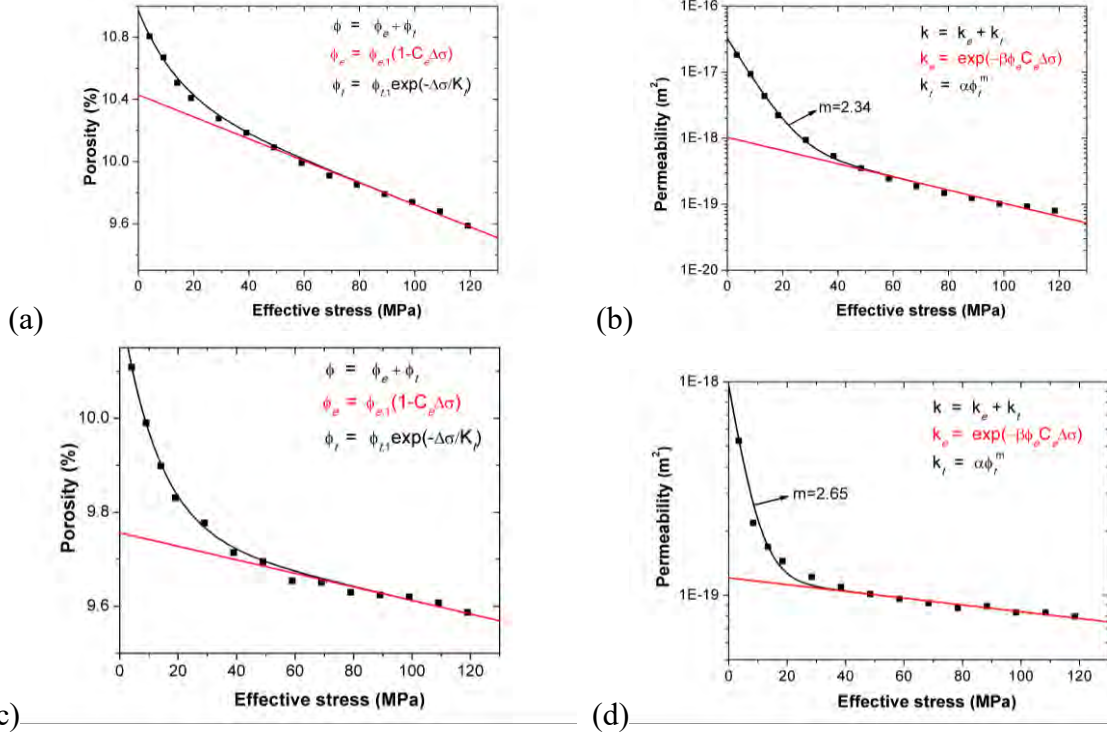 10.8
10.4
10.0
9.6
Porosity (%)
0 20 40 60 80 100 120
Effective stress (MPa)
ϕ = ϕe + ϕt
ϕe = ϕe,1(1-CeΔσ)
ϕt = ϕt,1exp(-Δσ/Kt)
(a)
1E-16
1E-17
1E-18
1E-19
1E-20
Permeability (m²)
0 20 40 60 80 100 120
Effective stress (MPa)
k = ke + kt
ke = exp(-βϕeCeΔσ)
kt = αϕt^m
m=2.34
(b)
10.0
9.8
9.6
Porosity (%)
0 20 40 60 80 100 120
Effective stress (MPa)
ϕ = ϕe + ϕt
ϕe = ϕe,1(1-CeΔσ)
ϕt = ϕt,1exp(-Δσ/Kt)
c)
1E-18
1E-19
Permeability (m²)
0 20 40 60 80 100 120
Effective stress (MPa)
k = ke + kt
ke = exp(-βϕeCeΔσ)
kt = αϕt^m
m=2.65
(d)